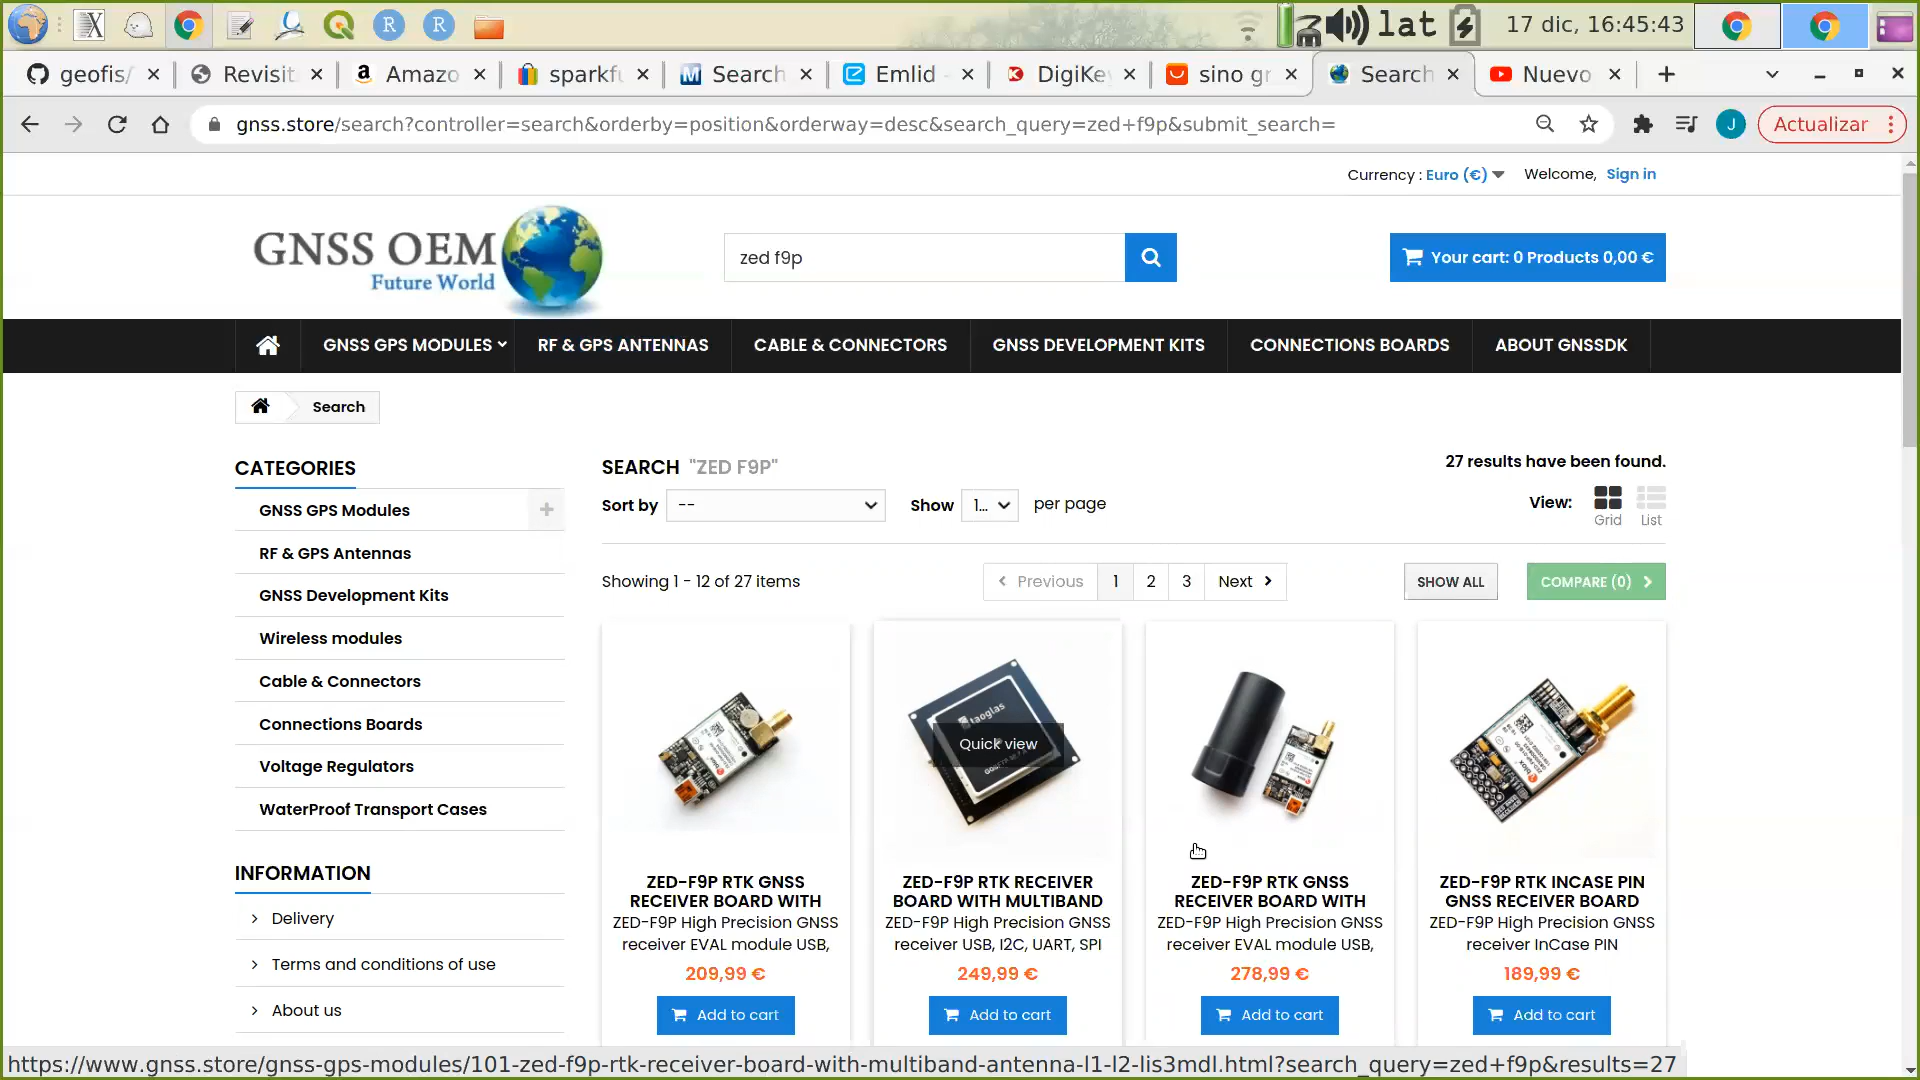 lat
17 dic, 16:45:43
geofis/
Revisit
Amazo
sparkfu
Search
Emlid
DigiKe
sino gr
Search
Nuevo
gnss.store/search?controller=search&orderby=position&orderway=desc&search_query=zed+f9p&submit_search=
J
Actualizar
Currency : Euro (€)
Welcome,
Sign in
GNSS OEM
Future World
zed f9p
Your cart: 0 Products 0,00 €
GNSS GPS MODULES
RF & GPS ANTENNAS
CABLE & CONNECTORS
GNSS DEVELOPMENT KITS
CONNECTIONS BOARDS
ABOUT GNSSDK
Search
CATEGORIES
GNSS GPS Modules
RF & GPS Antennas
GNSS Development Kits
Wireless modules
Cable & Connectors
Connections Boards
Voltage Regulators
WaterProof Transport Cases
INFORMATION
Delivery
Terms and conditions of use
About us
SEARCH "ZED F9P"
27 results have been found.
Sort by --
Show 1... per page
View:
Grid
List
Showing 1 - 12 of 27 items
Previous 1 2 3 Next
SHOW ALL
COMPARE (0)
taoglas
Quick view
ZED-F9P RTK GNSS
RECEIVER BOARD WITH
ZED-F9P High Precision GNSS
receiver EVAL module USB,
209,99 €
Add to cart
ZED-F9P RTK RECEIVER
BOARD WITH MULTIBAND
ZED-F9P High Precision GNSS
receiver USB, I2C, UART, SPI
249,99 €
Add to cart
ZED-F9P RTK GNSS
RECEIVER BOARD WITH
ZED-F9P High Precision GNSS
receiver EVAL module USB,
278,99 €
Add to cart
ZED-F9P RTK INCASE PIN
GNSS RECEIVER BOARD
ZED-F9P High Precision GNSS
receiver InCase PIN
189,99 €
Add to cart
https://www.gnss.store/gnss-gps-modules/101-zed-f9p-rtk-receiver-board-with-multiband-antenna-l1-l2-lis3mdl.html?search_query=zed+f9p&results=27